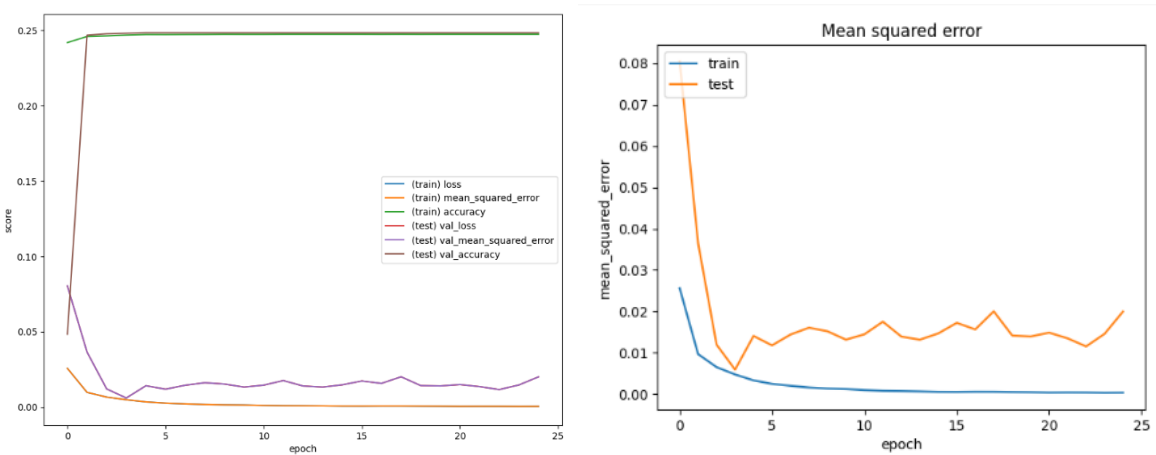 0.25
0.20
0.15
0.10
0.05
0.00
score
0
5
10
15
20
25
epoch
(train) loss
(train) mean_squared_error
(train) accuracy
(test) val_loss
(test) val_mean_squared_error
(test) val_accuracy
Mean squared error
0.08
0.07
0.06
0.05
0.04
0.03
0.02
0.01
0.00
mean_squared_error
train
test
0
5
10
15
20
25
epoch